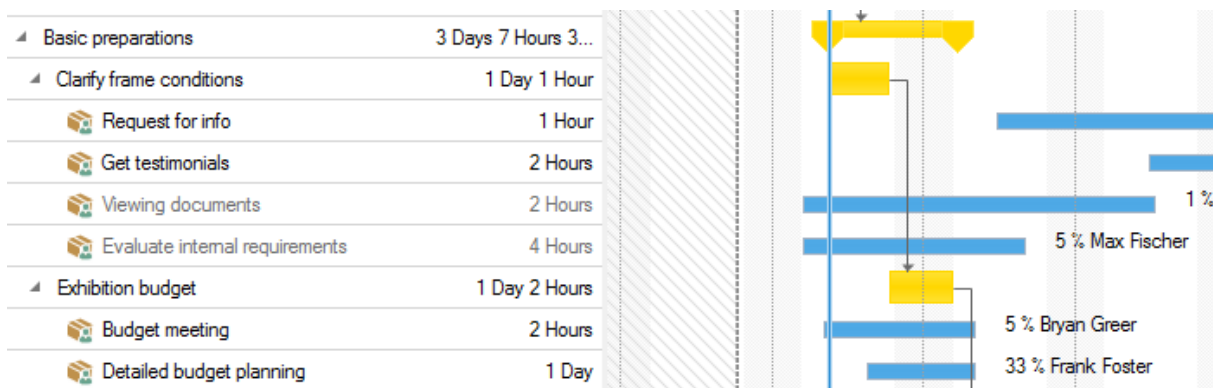 Basic preparations 3 Days 7 Hours 3...
Clarify frame conditions 1 Day 1 Hour
Request for info 1 Hour
Get testimonials 2 Hours
Viewing documents 2 Hours 1 %
Evaluate internal requirements 4 Hours 5 % Max Fischer
Exhibition budget 1 Day 2 Hours
Budget meeting 2 Hours 5 % Bryan Greer
Detailed budget planning 1 Day 33 % Frank Foster